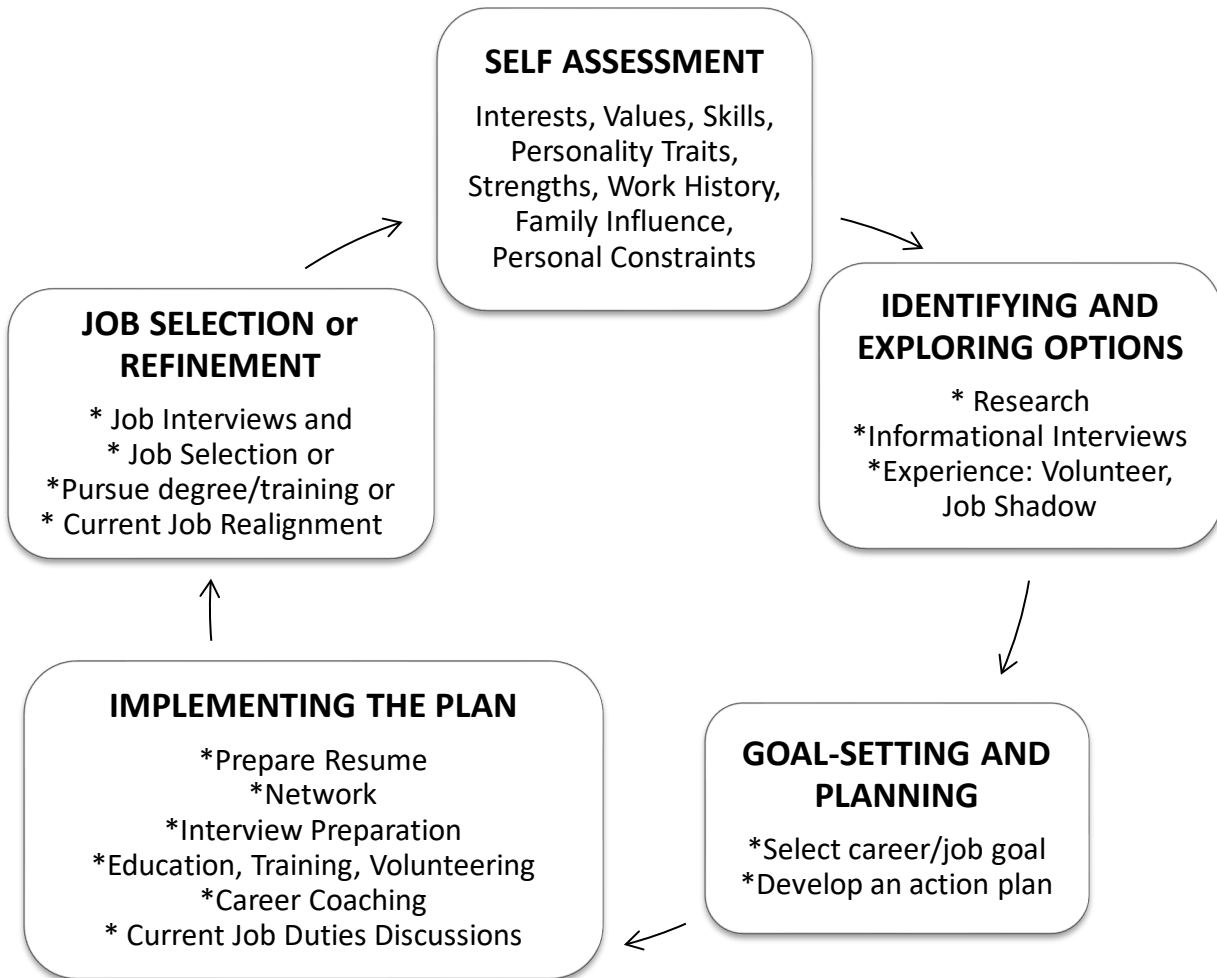 SELF ASSESSMENT
Interests, Values, Skills,
Personality Traits,
Strengths, Work History,
Family Influence,
Personal Constraints
IDENTIFYING AND
EXPLORING OPTIONS
* Research
*Informational Interviews
*Experience: Volunteer,
Job Shadow
GOAL-SETTING AND
PLANNING
*Select career/job goal
*Develop an action plan
IMPLEMENTING THE PLAN
*Prepare Resume
*Network
*Interview Preparation
*Education, Training, Volunteering
*Career Coaching
* Current Job Duties Discussions
JOB SELECTION or
REFINEMENT
* Job Interviews and
* Job Selection or
*Pursue degree/training or
* Current Job Realignment